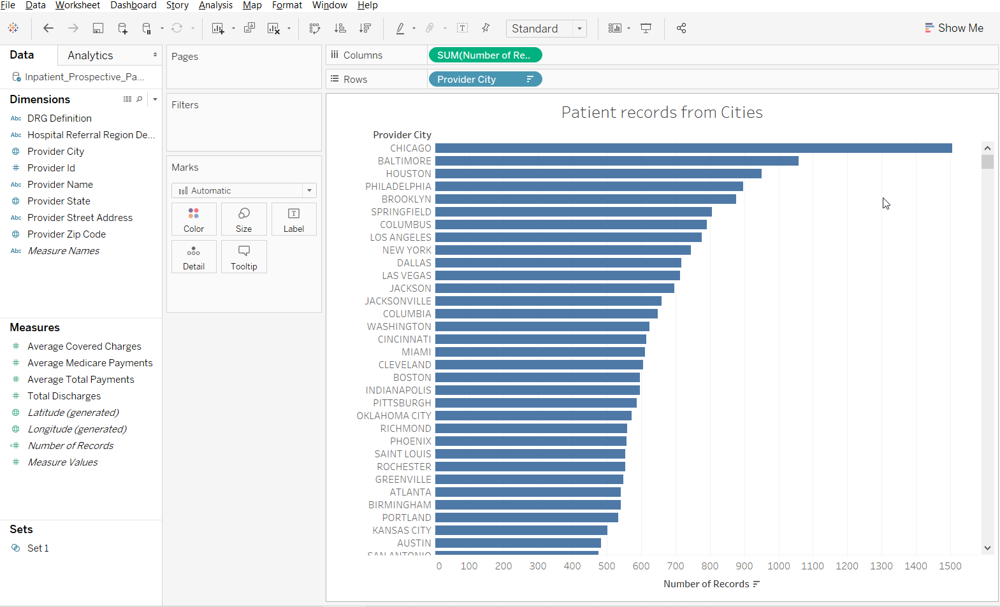 File Data Worksheet Dashboard Story Analysis Map Format Window Help
Standard
Show Me
Data Analytics
Inpatient_Prospective_Pa...
Dimensions
Abc DRG Definition
Abc Hospital Referral Region De...
Provider City
# Provider Id
Abc Provider Name
Provider State
Abc Provider Street Address
Provider Zip Code
Abc Measure Names
Measures
# Average Covered Charges
# Average Medicare Payments
# Average Total Payments
# Total Discharges
Latitude (generated)
Longitude (generated)
=# Number of Records
# Measure Values
Sets
Set 1
Pages
Filters
Marks
Automatic
Color Size T Label
Detail Tooltip
Columns SUM(Number of Re..
Rows Provider City
Patient records from Cities
Provider City
CHICAGO
BALTIMORE
HOUSTON
PHILADELPHIA
BROOKLYN
SPRINGFIELD
COLUMBUS
LOS ANGELES
NEW YORK
DALLAS
LAS VEGAS
JACKSON
JACKSONVILLE
COLUMBIA
WASHINGTON
CINCINNATI
MIAMI
CLEVELAND
BOSTON
INDIANAPOLIS
PITTSBURGH
OKLAHOMA CITY
RICHMOND
PHOENIX
SAINT LOUIS
ROCHESTER
GREENVILLE
ATLANTA
BIRMINGHAM
PORTLAND
KANSAS CITY
AUSTIN
SAN ANTONIO
0 100 200 300 400 500 600 700 800 900 1000 1100 1200 1300 1400 1500
Number of Records